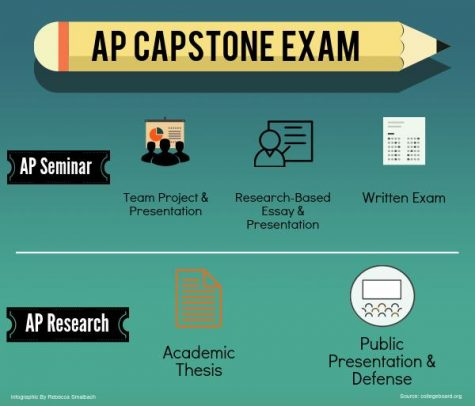 AP CAPSTONE EXAM
AP Seminar
Team Project &
Presentation
Research-Based
Essay &
Presentation
Written Exam
AP Research
Academic
Thesis
Public
Presentation &
Defense
Infographic By Rebecca Smalbach
Source: collegeboard.org